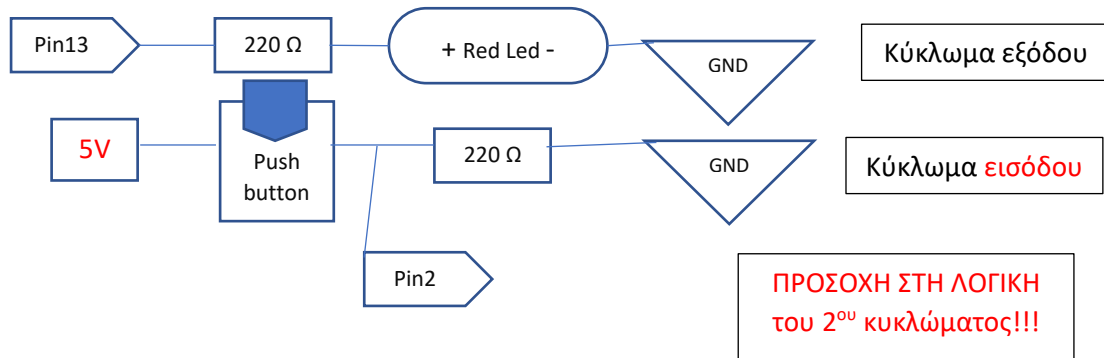 Pin13
220 Ω
+ Red Led -
GND
Κύκλωμα εξόδου
5V
Push
button
220 Ω
GND
Κύκλωμα εισόδου
Pin2
ΠΡΟΣΟΧΗ ΣΤΗ ΛΟΓΙΚΗ
του 2ου κυκλώματος!!!